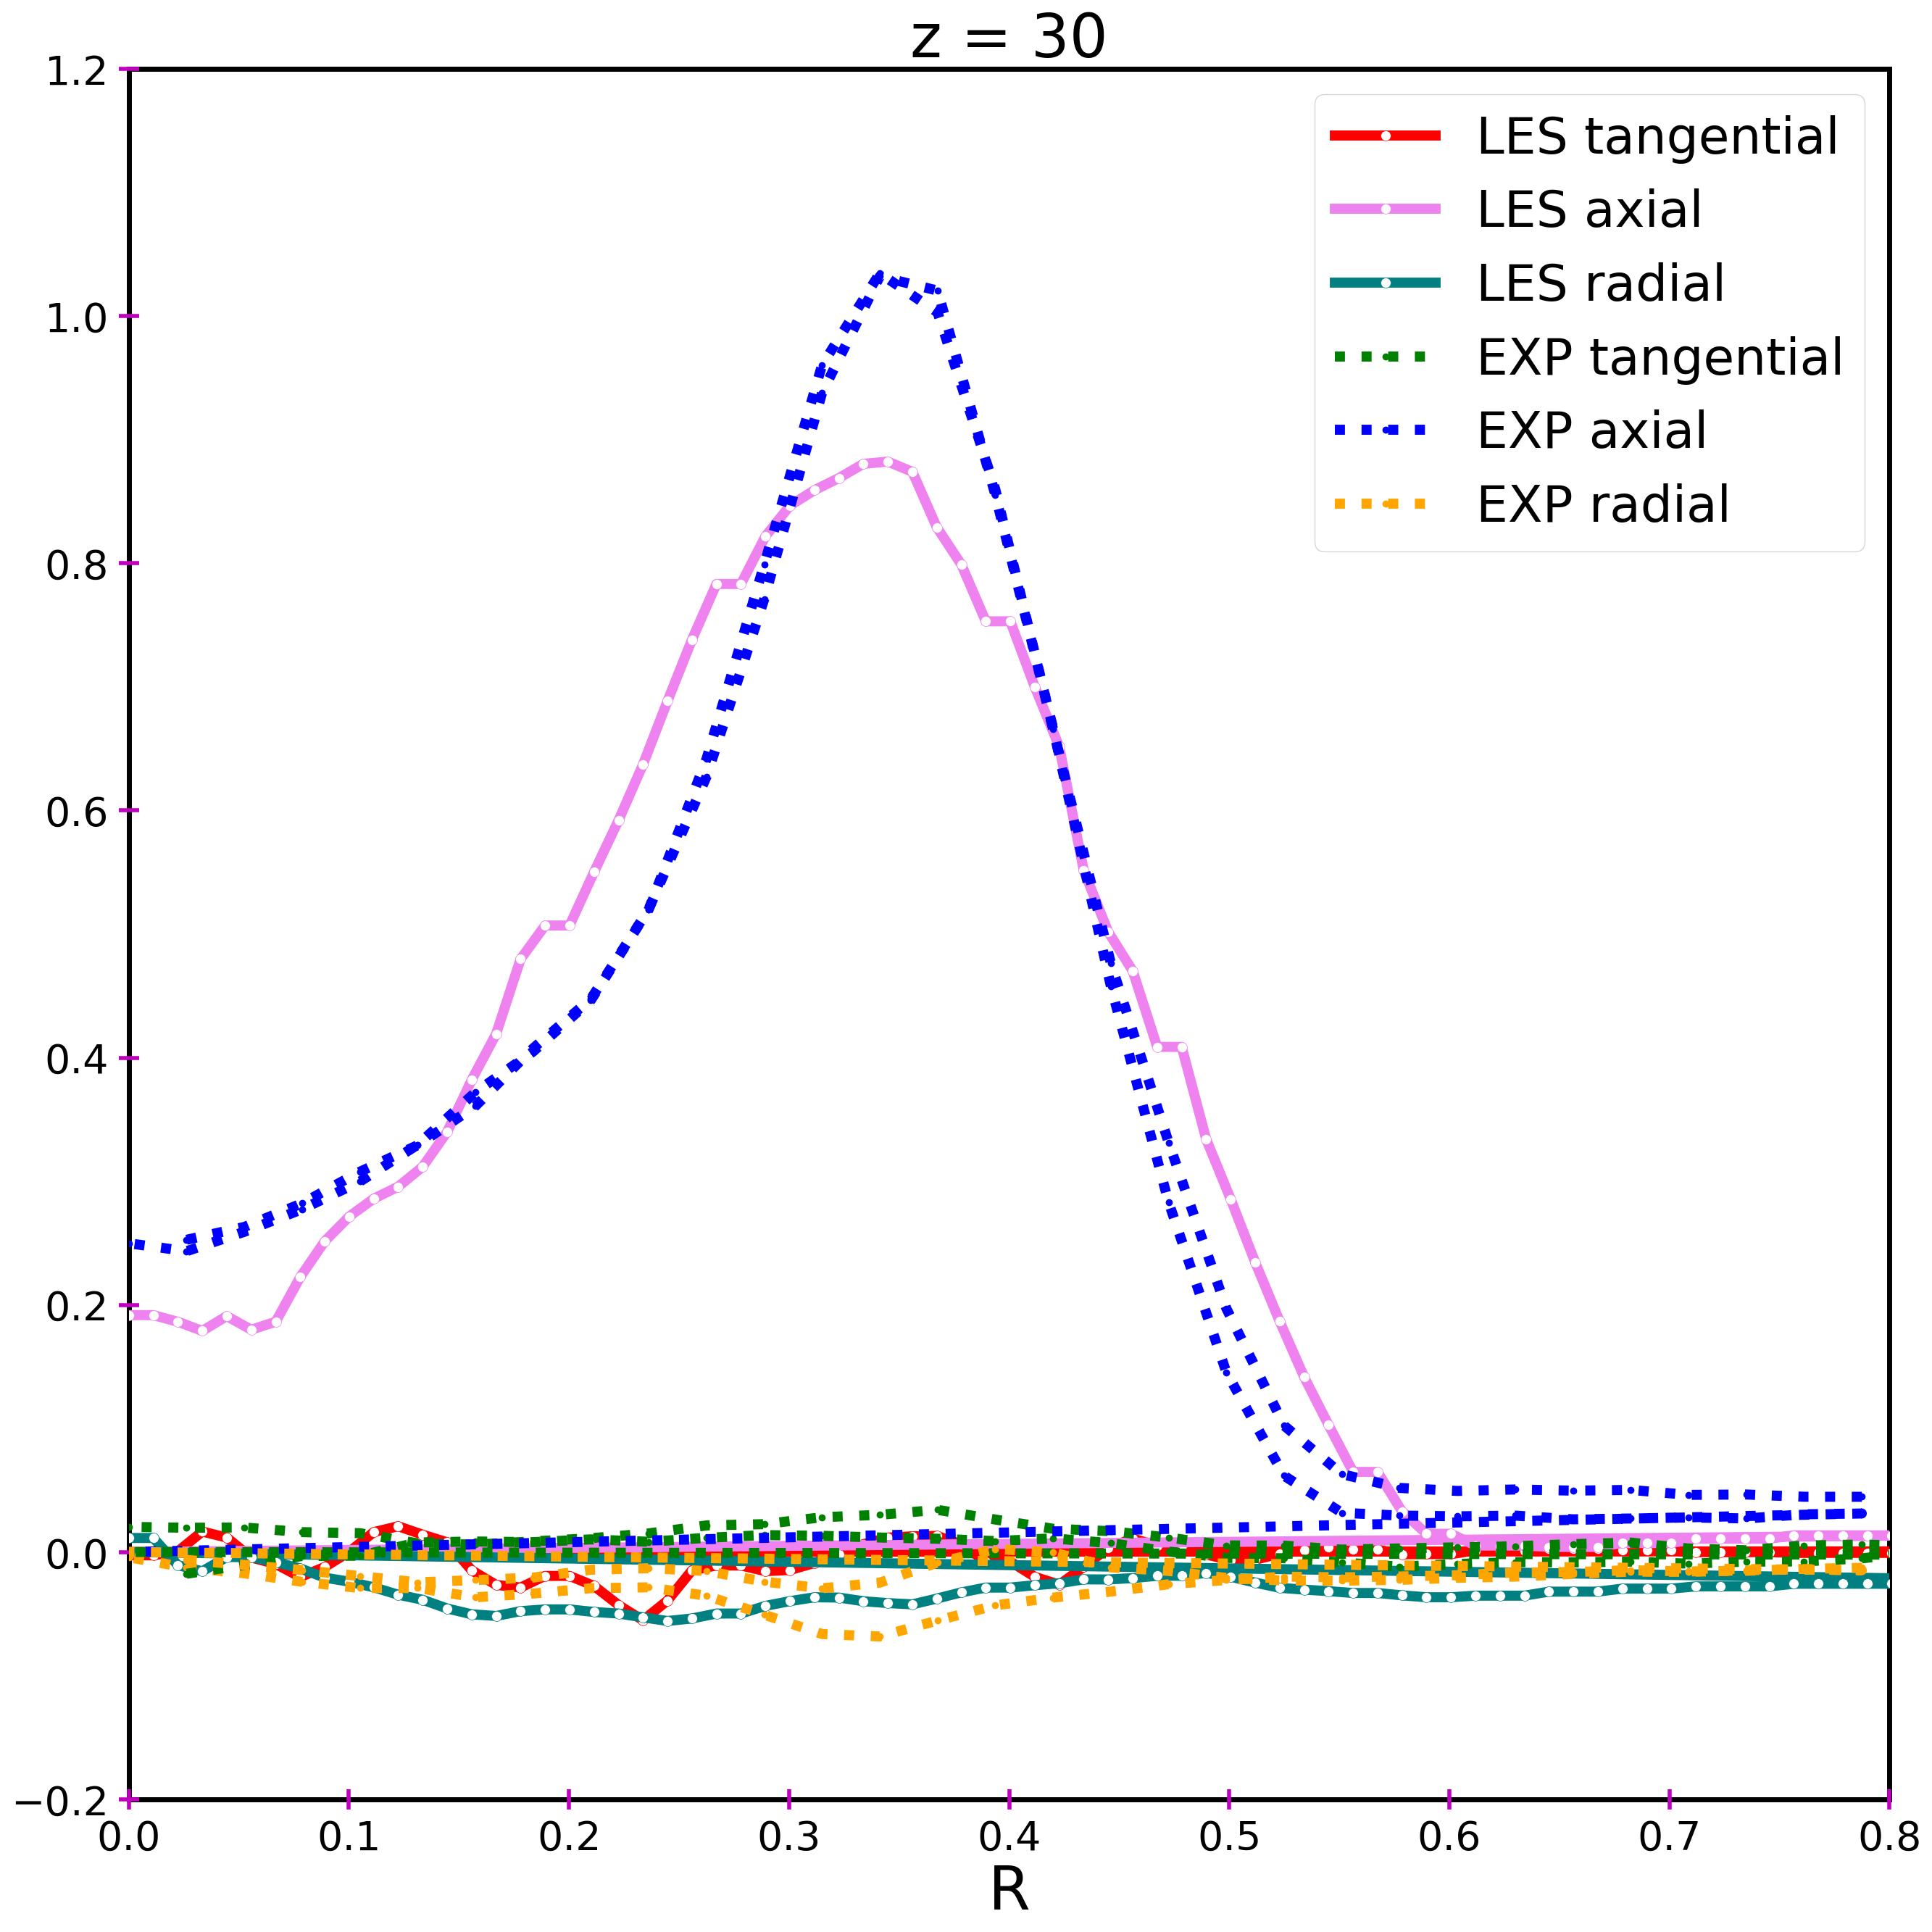 z = 30
1.2
1.0
0.8
0.6
0.4
0.2
0.0
−0.2
LES tangential
LES axial
LES radial
EXP tangential
EXP axial
EXP radial
0.0 0.1 0.2 0.3 0.4 0.5 0.6 0.7 0.8
R